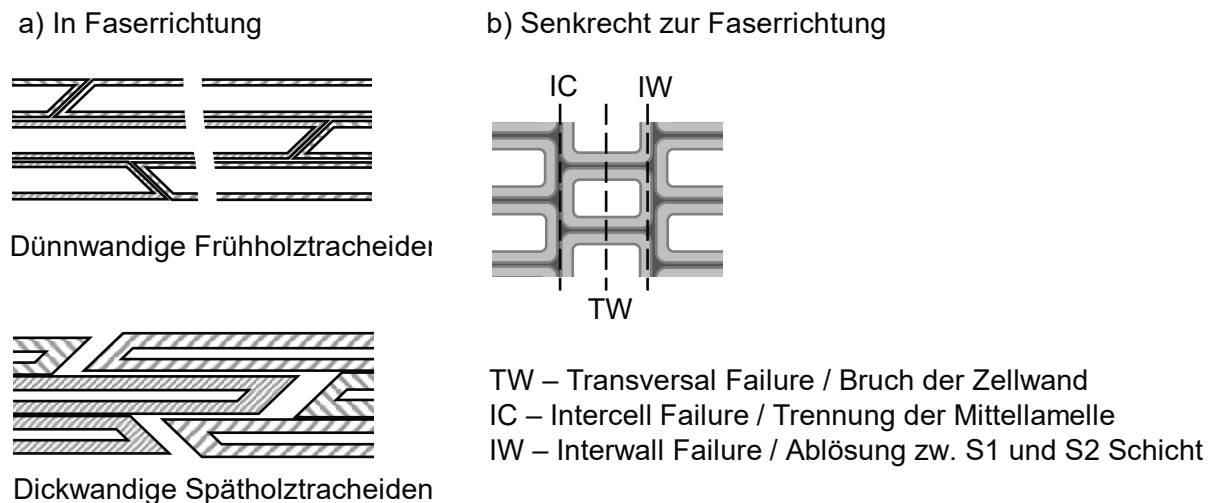 a) In Faserrichtung
b) Senkrecht zur Faserrichtung
IC IW
Dünnwandige Frühholztracheiden
TW
TW – Transversal Failure / Bruch der Zellwand
IC – Intercell Failure / Trennung der Mittellamelle
IW – Interwall Failure / Ablösung zw. S1 und S2 Schicht
Dickwandige Spätholztracheiden